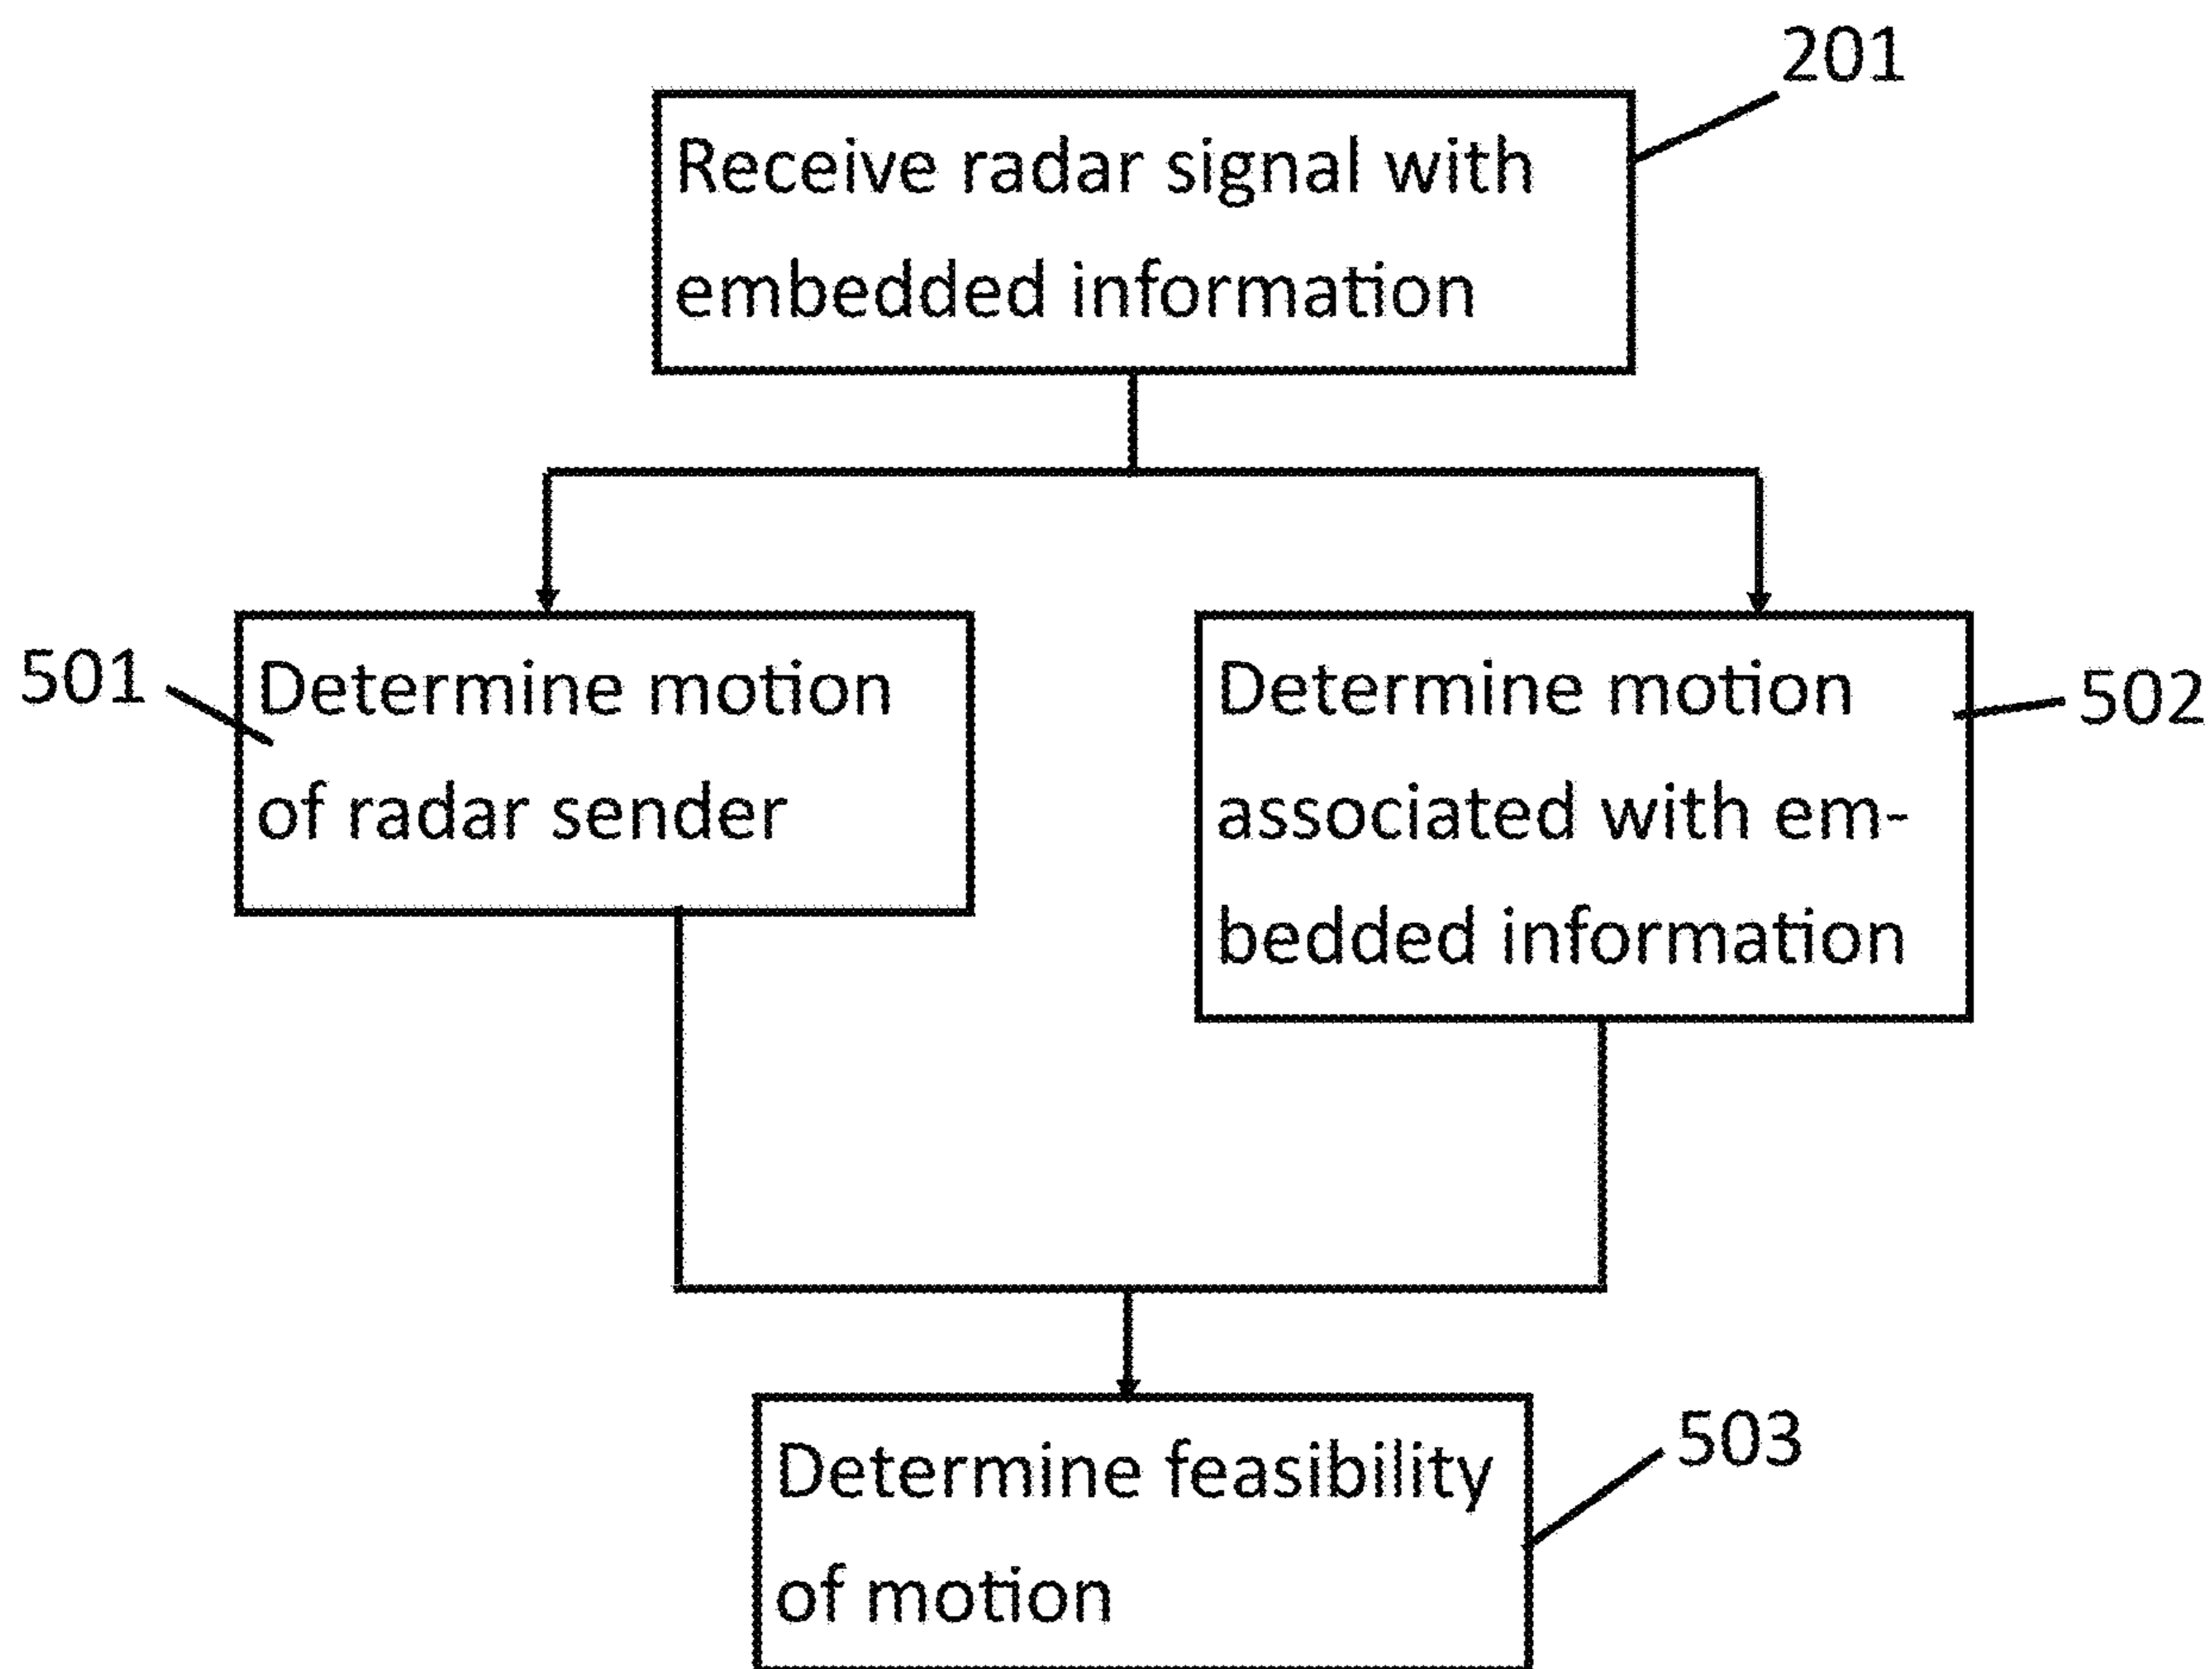 201
Receive radar signal with
embedded information
501
Determine motion
of radar sender
Determine motion
associated with em-
bedded information
502
Determine feasibility
of motion
503